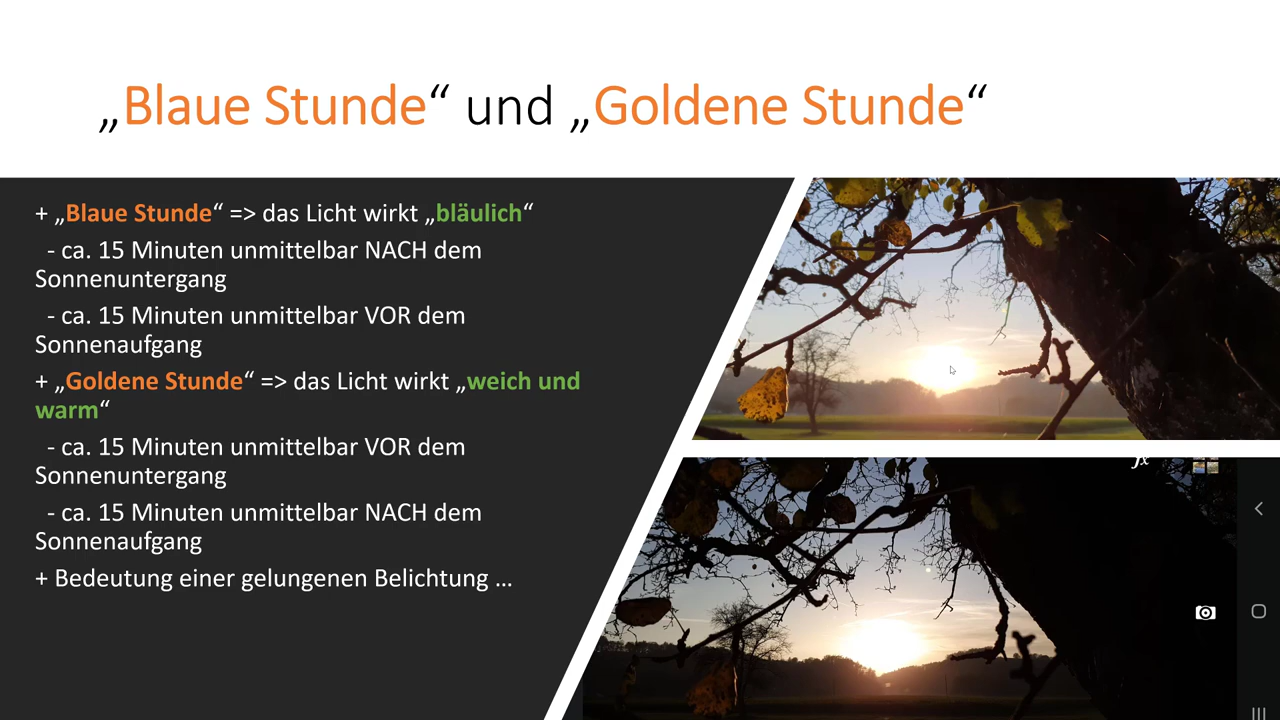 „Blaue Stunde“ und „Goldene Stunde“
+ „Blaue Stunde“ => das Licht wirkt „bläulich“
- ca. 15 Minuten unmittelbar NACH dem
Sonnenuntergang
- ca. 15 Minuten unmittelbar VOR dem
Sonnenaufgang
+ „Goldene Stunde“ => das Licht wirkt „weich und
warm“
- ca. 15 Minuten unmittelbar VOR dem
Sonnenuntergang
- ca. 15 Minuten unmittelbar NACH dem
Sonnenaufgang
+ Bedeutung einer gelungenen Belichtung ...